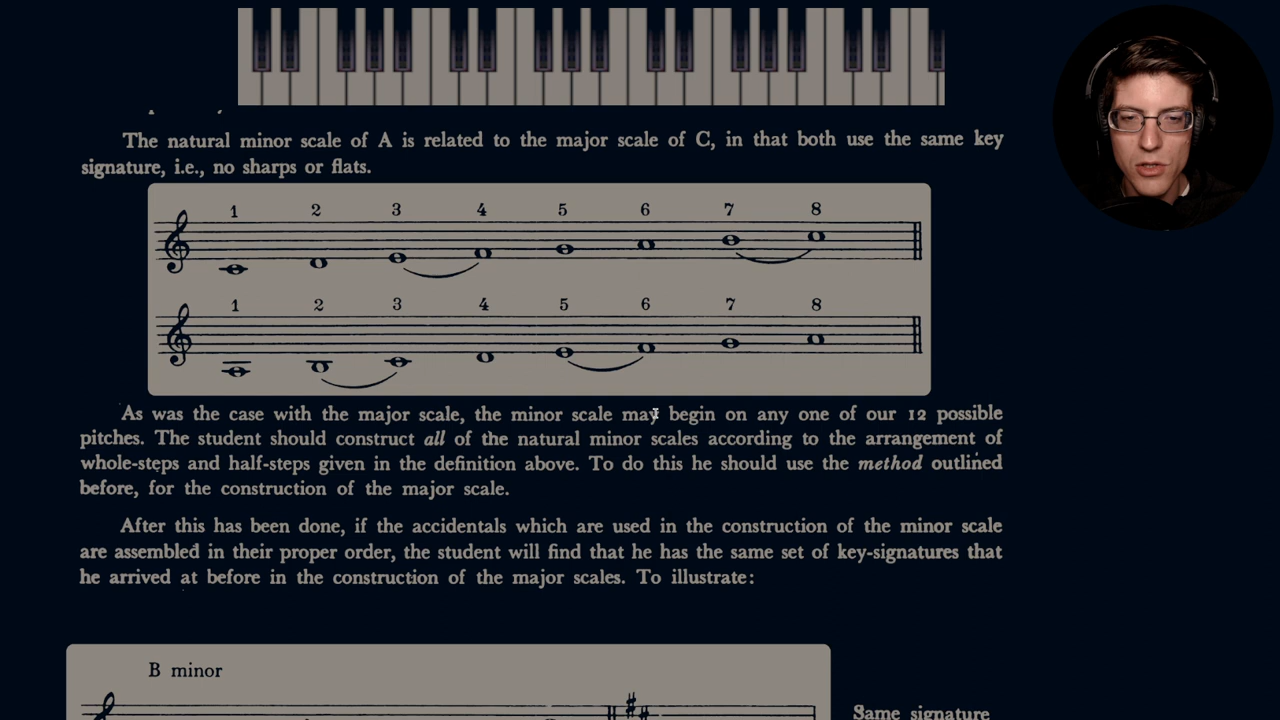 The natural minor scale of A is related to the major scale of C, in that both use the same key
signature, i.e., no sharps or flats.
1 2 3 4 5 6 7 8
1 2 3 4 5 6 7 8
As was the case with the major scale, the minor scale may begin on any one of our 12 possible
pitches. The student should construct all of the natural minor scales according to the arrangement of
whole-steps and half-steps given in the definition above. To do this he should use the method outlined
before, for the construction of the major scale.
After this has been done, if the accidentals which are used in the construction of the minor scale
are assembled in their proper order, the student will find that he has the same set of key-signatures that
he arrived at before in the construction of the major scales. To illustrate:
B minor
Same signature